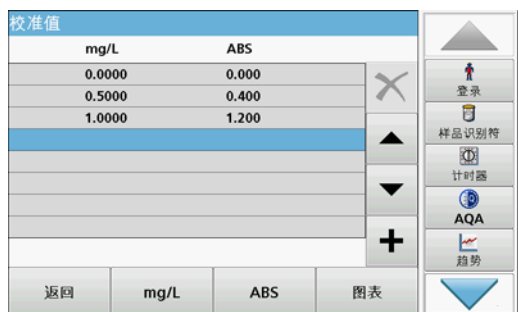 校准值
mg/L ABS
0.0000 0.000
0.5000 0.400
1.0000 1.200
返回 mg/L ABS 图表
登录
样品识别符
计时器
AQA
趋势